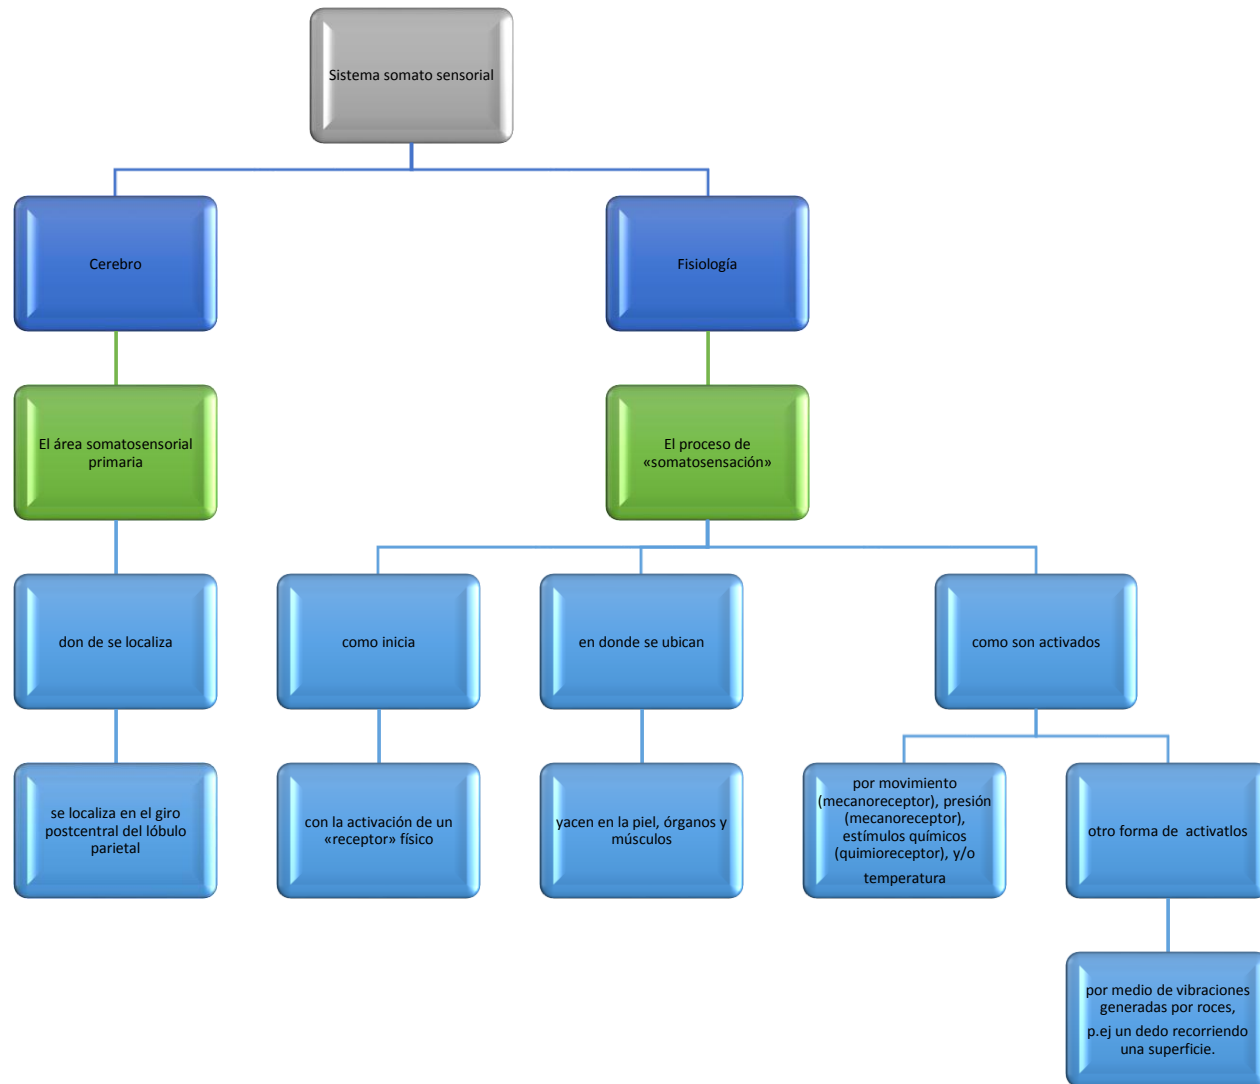 Sistema somato sensorial
Cerebro
Fisiología
El área somatosensorial
primaria
El proceso de
«somatosensación»
don de se localiza
como inicia
en donde se ubican
como son activados
se localiza en el giro
postcentral del lóbulo
parietal
con la activación de un
«receptor» físico
yacen en la piel, órganos y
músculos
por movimiento
(mecanoreceptor), presión
(mecanoreceptor),
estímulos químicos
(quimioreceptor), y/o
temperatura
otro forma de activatlos
por medio de vibraciones
generadas por roces,
p.ej un dedo recorriendo
una superficie.